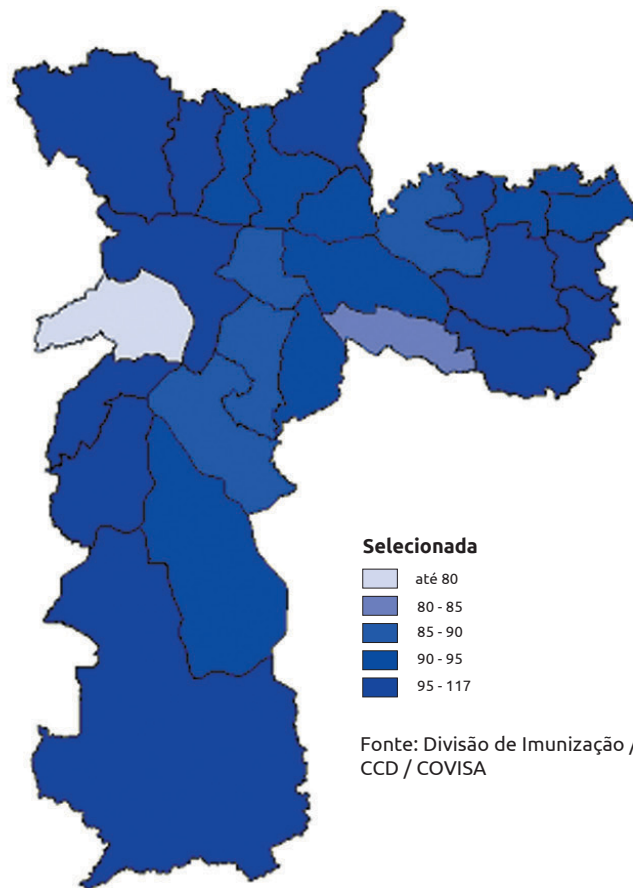 Selecionada
até 80
80 - 85
85 - 90
90 - 95
95 - 117
Fonte: Divisão de Imunização /
CCD / COVISA